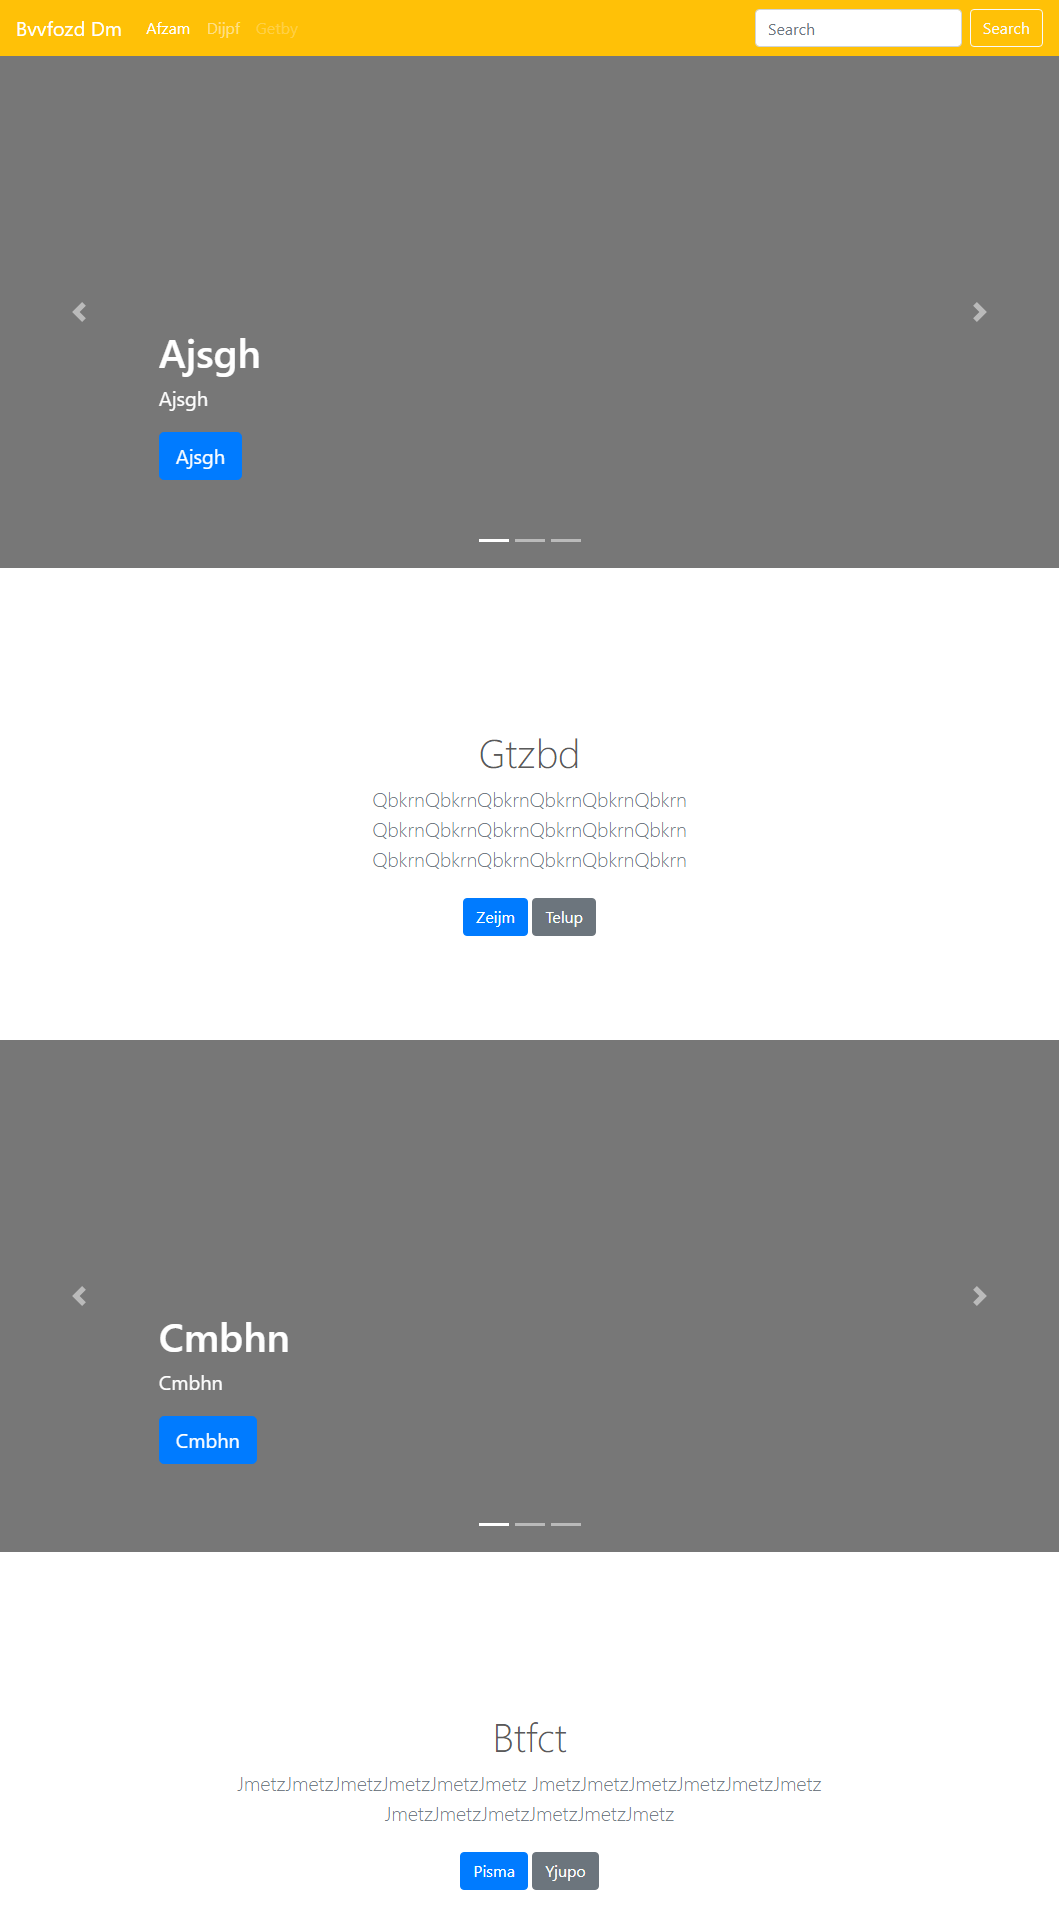 Bvvfozd Dm Afzam Dijpf Getby Search Search
Ajsgh
Ajsgh
Ajsgh
Gtzbd
QbkrnQbkrnQbkrnQbkrnQbkrnQbkrn
QbkrnQbkrnQbkrnQbkrnQbkrnQbkrn
QbkrnQbkrnQbkrnQbkrnQbkrnQbkrn
Zeijm Telup
Cmbhn
Cmbhn
Cmbhn
Btfct
JmetzJmetzJmetzJmetzJmetzJmetz JmetzJmetzJmetzJmetzJmetzJmetz
JmetzJmetzJmetzJmetzJmetzJmetz
Pisma Yjupo